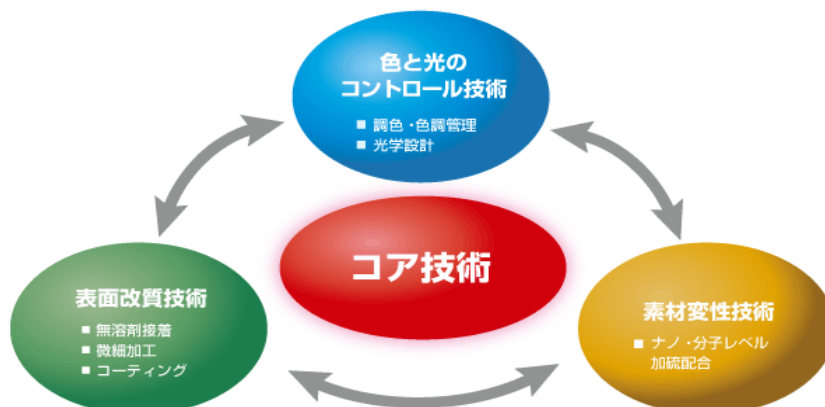 色と光の
コントロール技術
■ 調色・色調管理
■ 光学設計
コア技術
表面改質技術
■ 無溶剤接着
■ 微細加工
■ コーティング
素材変性技術
■ ナノ・分子レベル
加硫配合